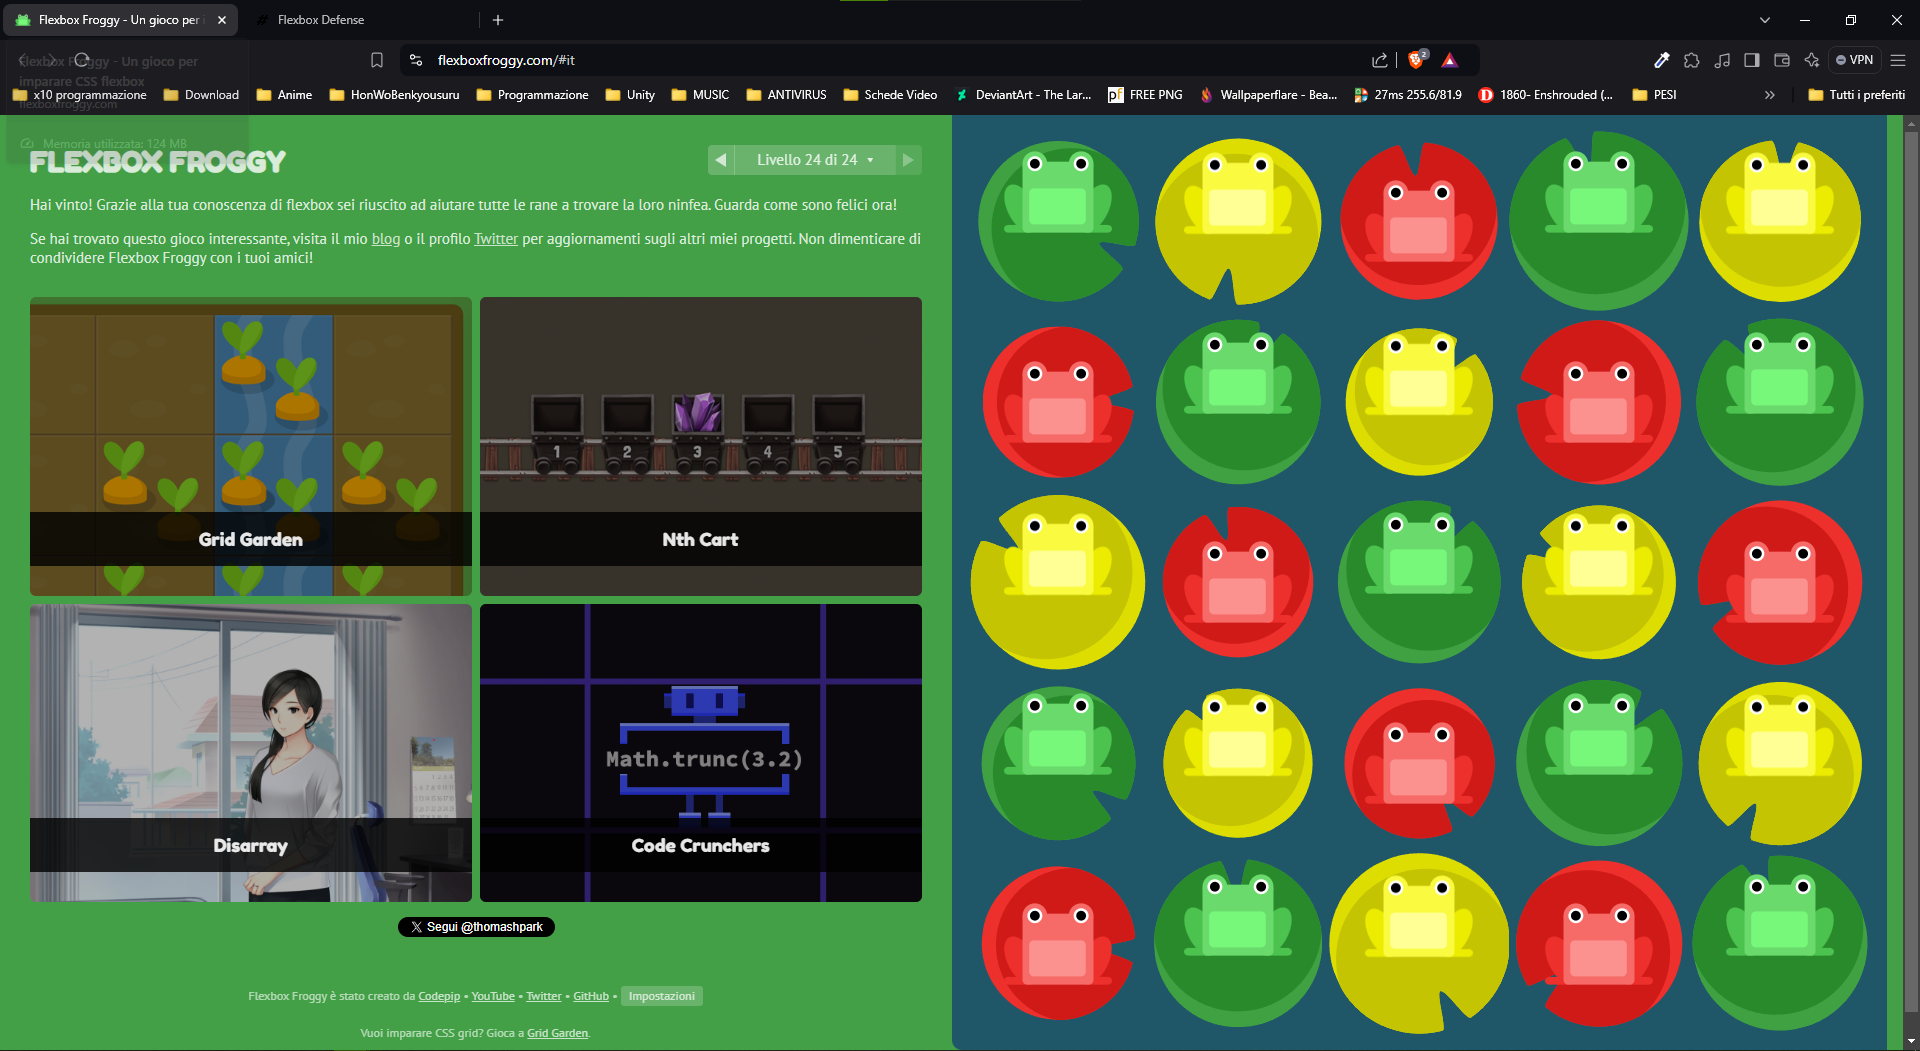 Flexbox Froggy - Un gioco per i
Flexbox Defense
flexboxfroggy.com/#it
2
VPN
Flexbox Froggy - Un gioco per
imparare CSS flexbox
flexboxfroggy.com
Memoria utilizzata: 124 MB
x10 programmazione
Download
Anime
HonWoBenkyousuru
Programmazione
Unity
MUSIC
ANTIVIRUS
Schede Video
DeviantArt - The Lar...
FREE PNG
Wallpaperflare - Bea...
27ms 255.6/81.9
1860- Enshrouded (...
PESI
Tutti i preferiti
FLEXBOX FROGGY
Livello 24 di 24
Hai vinto! Grazie alla tua conoscenza di flexbox sei riuscito ad aiutare tutte le rane a trovare la loro ninfea. Guarda come sono felici ora!
Se hai trovato questo gioco interessante, visita il mio blog o il profilo Twitter per aggiornamenti sugli altri miei progetti. Non dimenticare di
condividere Flexbox Froggy con i tuoi amici!
Grid Garden
1 2 3 4 5
Nth Cart
Disarray
Math.trunc(3.2)
Code Crunchers
Segui @thomashpark
Flexbox Froggy è stato creato da Codepip • YouTube • Twitter • GitHub • Impostazioni
Vuoi imparare CSS grid? Gioca a Grid Garden.